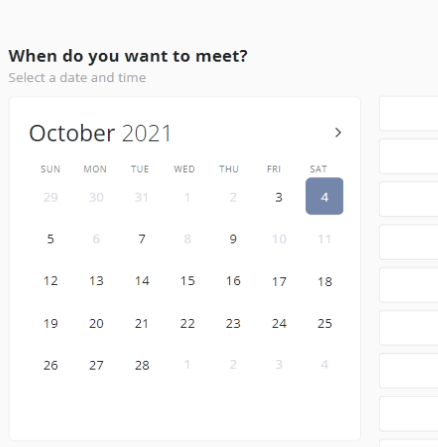 When do you want to meet?
Select a date and time
October 2021 >
SUN MON TUE WED THU FRI SAT
29 30 31 1 2 3 4
5 6 7 8 9 10 11
12 13 14 15 16 17 18
19 20 21 22 23 24 25
26 27 28 1 2 3 4